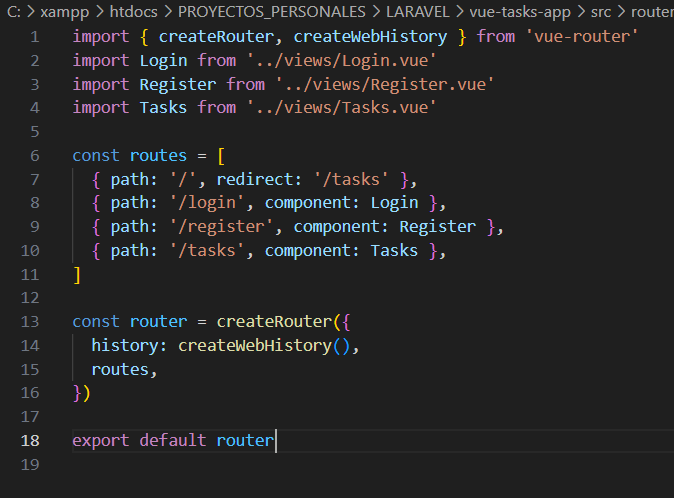 C: > xampp > htdocs > PROYECTOS_PERSONALES > LARAVEL > vue-tasks-app > src > router
1 import { createRouter, createWebHistory } from 'vue-router'
2 import Login from '../views/Login.vue'
3 import Register from '../views/Register.vue'
4 import Tasks from '../views/Tasks.vue'
5
6 const routes = [
7   { path: '/', redirect: '/tasks' },
8   { path: '/login', component: Login },
9   { path: '/register', component: Register },
10   { path: '/tasks', component: Tasks },
11 ]
12
13 const router = createRouter({
14   history: createWebHistory(),
15   routes,
16 })
17
18 export default router
19